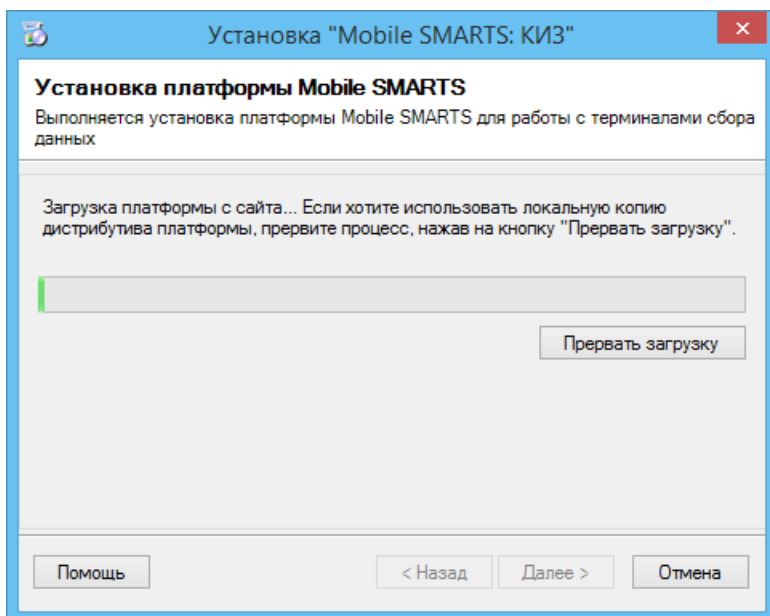 Установка "Mobile SMARTS: КИЗ"
Установка платформы Mobile SMARTS
Выполняется установка платформы Mobile SMARTS для работы с терминалами сбора
данных
Загрузка платформы с сайта... Если хотите использовать локальную копию
дистрибутива платформы, прервите процесс, нажав на кнопку "Прервать загрузку".
Прервать загрузку
Помощь
< Назад
Далее >
Отмена